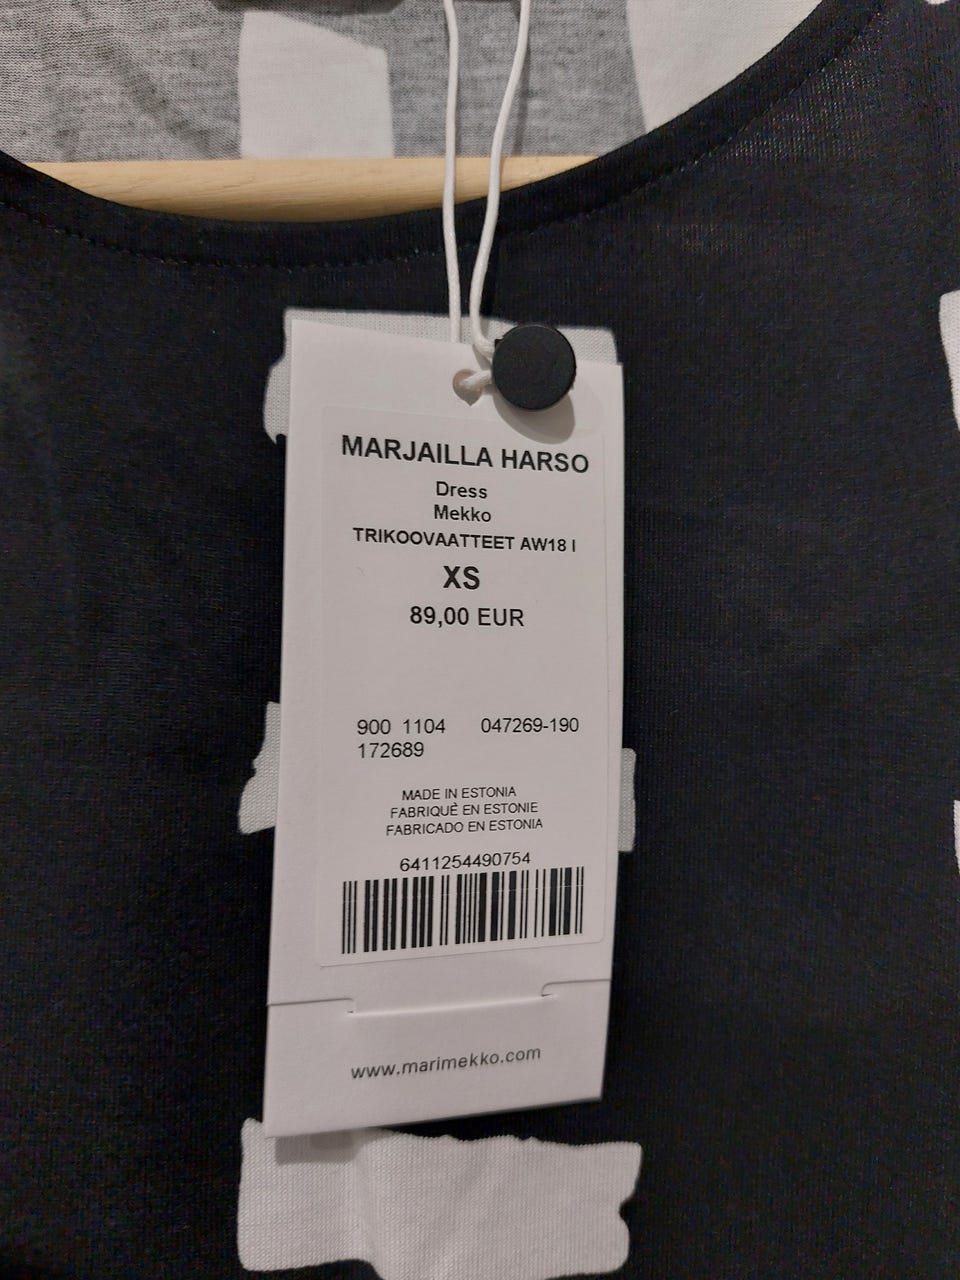 MARJAILLA HARSO
Dress
Mekko
TRIKOOVAATTEET AW18 I
XS
89,00 EUR
900 1104 047269-190
172689
MADE IN ESTONIA
FABRIQUÈ EN ESTONIE
FABRICADO EN ESTONIA
6411254490754
www.marimekko.com